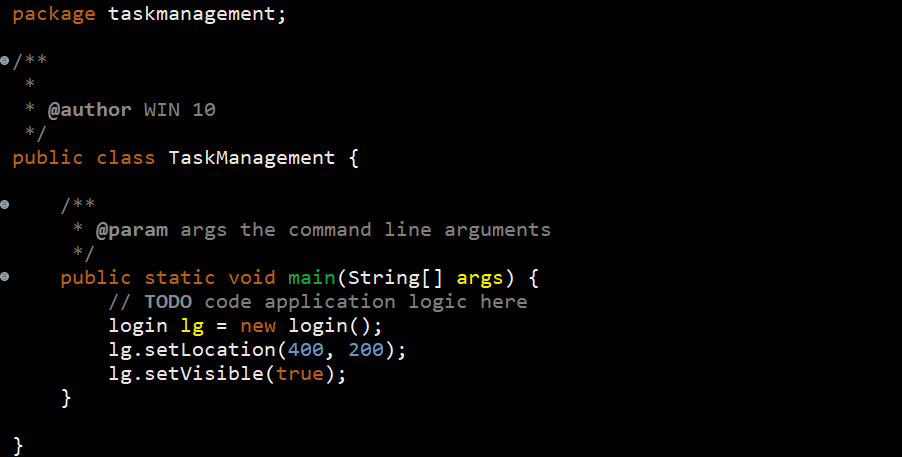 package taskmanagement;
/**
 *
 * @author WIN 10
 */
public class TaskManagement {
    /**
     * @param args the command line arguments
     */
    public static void main(String[] args) {
        // TODO code application logic here
        login lg = new login();
        lg.setLocation(400, 200);
        lg.setVisible(true);
    }
}